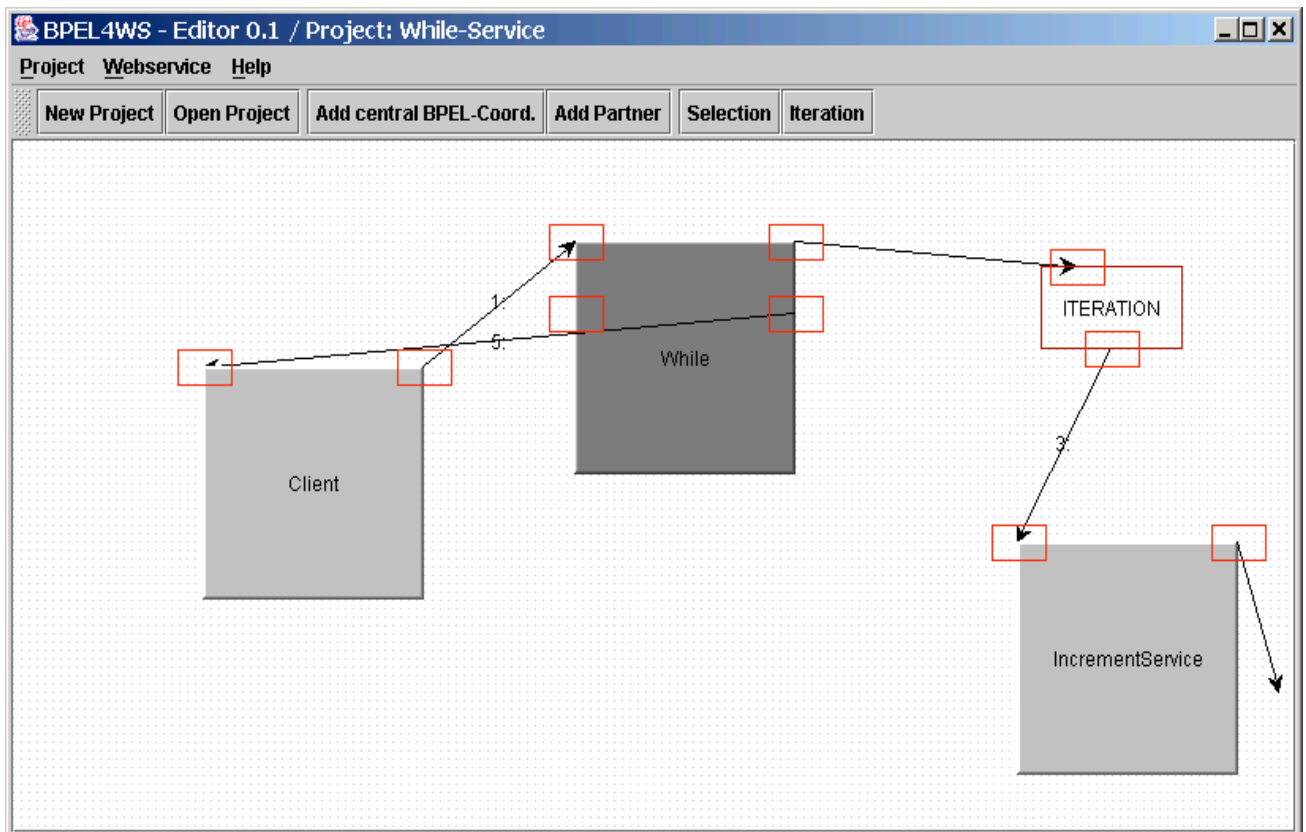 BPEL4WS - Editor 0.1 / Project: While-Service
Project Webservice Help
New Project Open Project Add central BPEL-Coord. Add Partner Selection Iteration
1:
ITERATION
5:
While
3:
Client
IncrementService